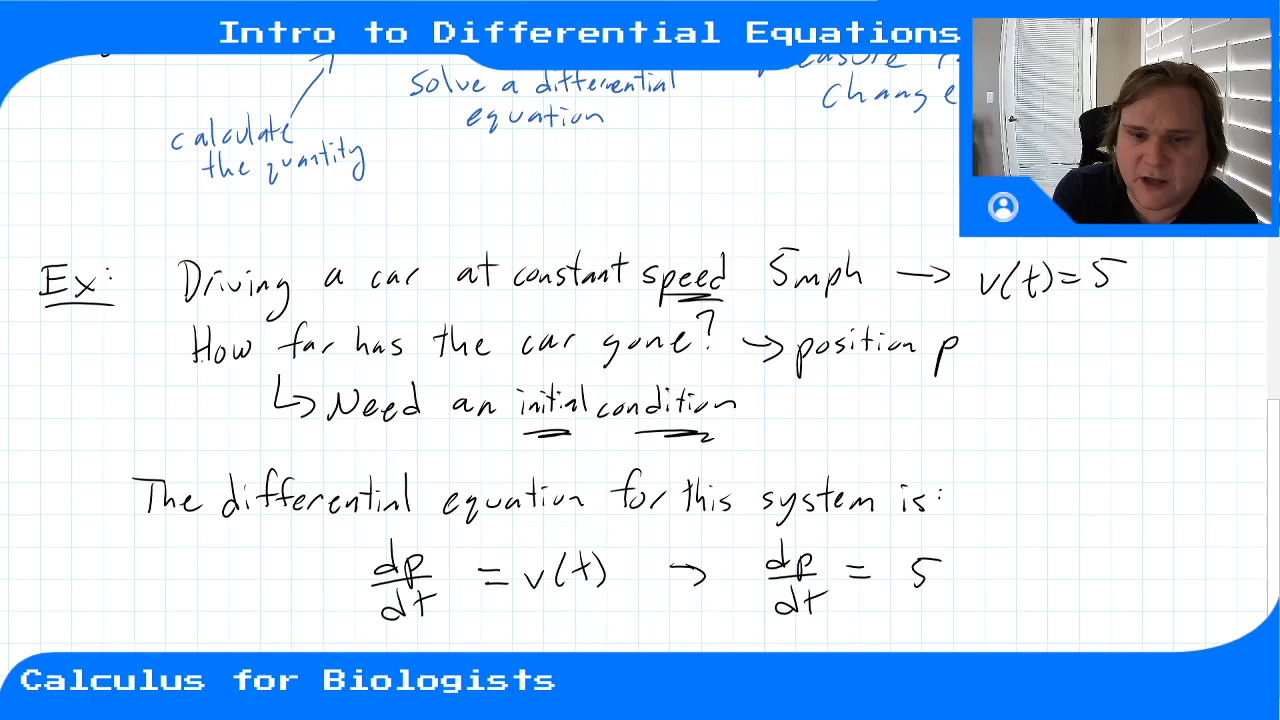 Intro to Differential Equations
solve a differential
change
equation
calculate
the quantity
Ex: Driving a car at constant speed 5mph → v(t)=5
How far has the car gone? → position p
↳ Need an initial condition
The differential equation for this system is:
dp/dt = v(t) → dp/dt = 5
Calculus for Biologists